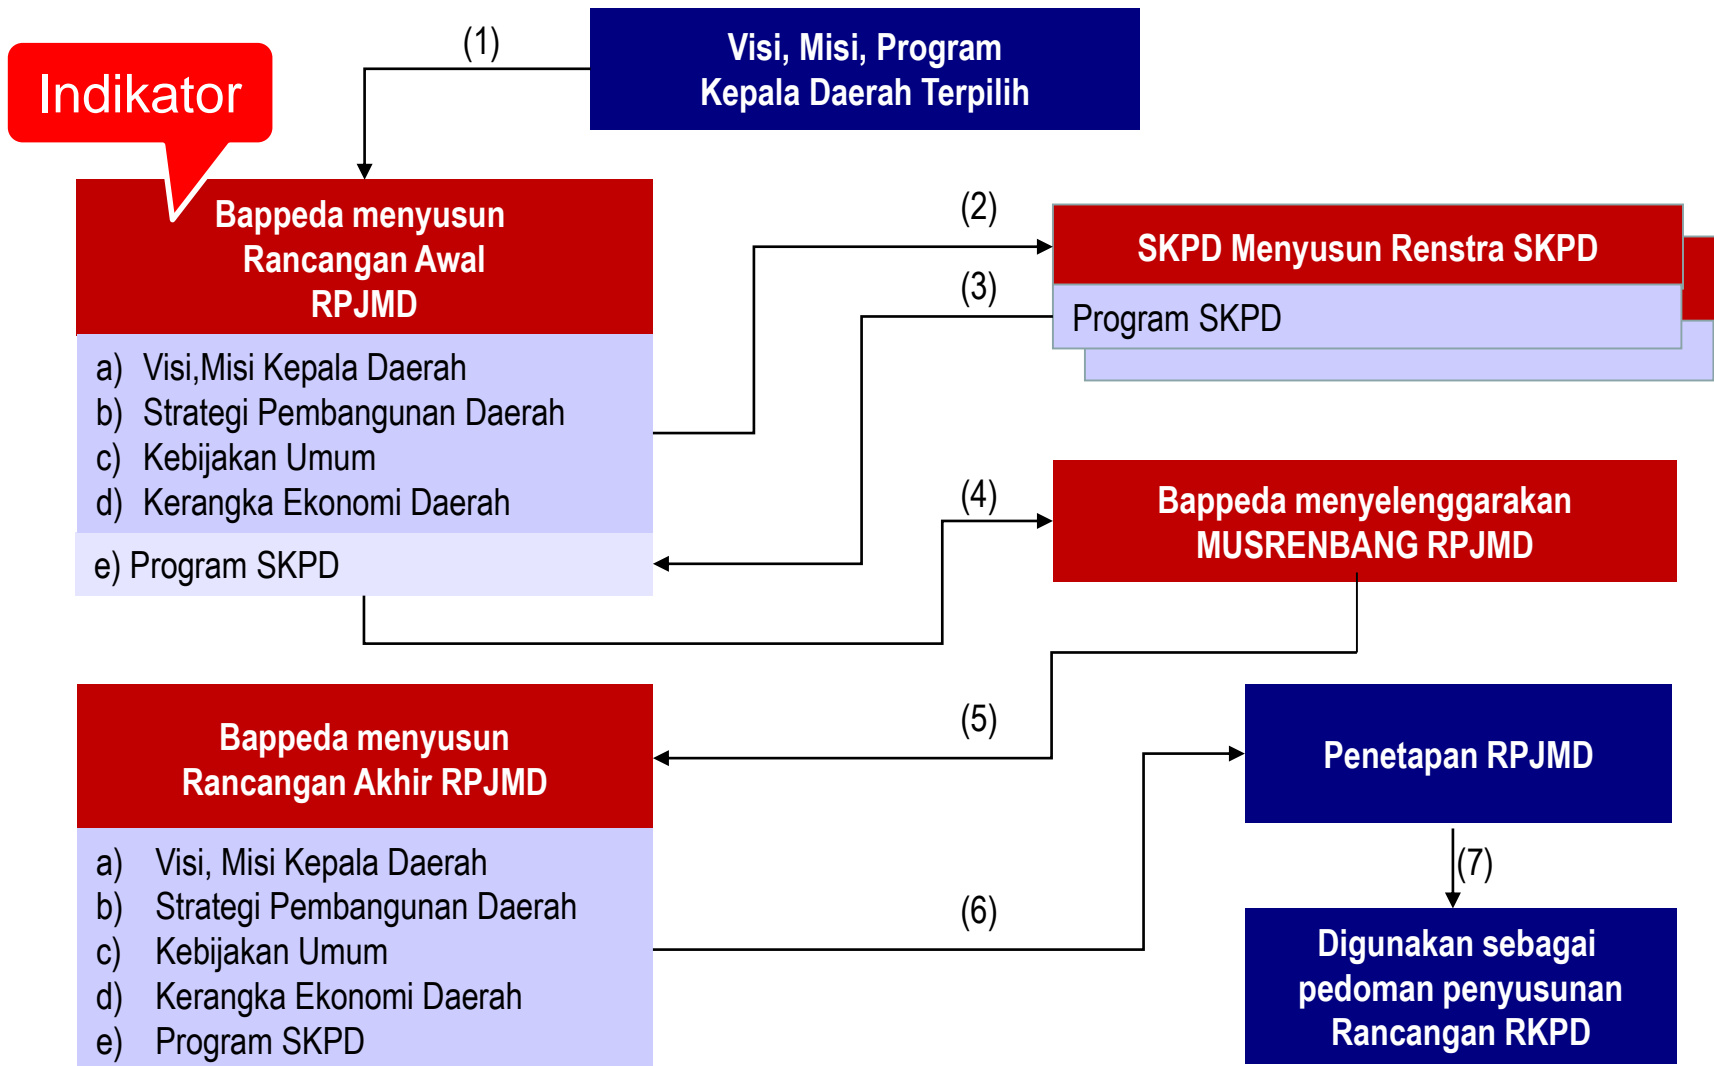 (1)
Visi, Misi, Program
Kepala Daerah Terpilih
Indikator
Bappeda menyusun
Rancangan Awal
RPJMD
a) Visi,Misi Kepala Daerah
b) Strategi Pembangunan Daerah
c) Kebijakan Umum
d) Kerangka Ekonomi Daerah
e) Program SKPD
(2)
SKPD Menyusun Renstra SKPD
(3)
Program SKPD
(4)
Bappeda menyelenggarakan
MUSRENBANG RPJMD
(5)
Bappeda menyusun
Rancangan Akhir RPJMD
a) Visi, Misi Kepala Daerah
b) Strategi Pembangunan Daerah
c) Kebijakan Umum
d) Kerangka Ekonomi Daerah
e) Program SKPD
(6)
Penetapan RPJMD
(7)
Digunakan sebagai
pedoman penyusunan
Rancangan RKPD